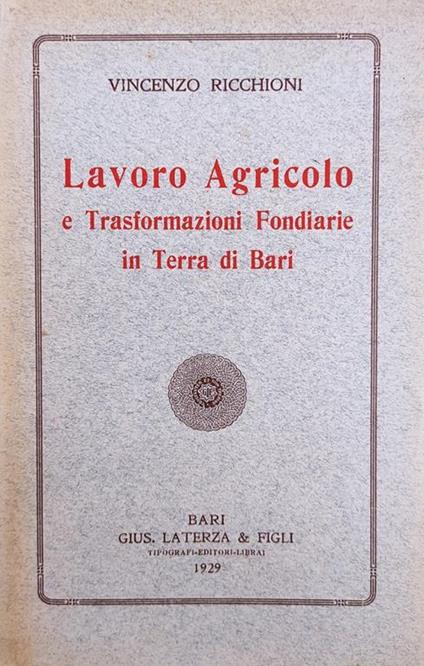 VINCENZO RICCHIONI
Lavoro Agricolo
e Trasformazioni Fondiarie
in Terra di Bari
BARI
GIUS. LATERZA & FIGLI
TIPOGRAFI-EDITORI-LIBRAI
1929